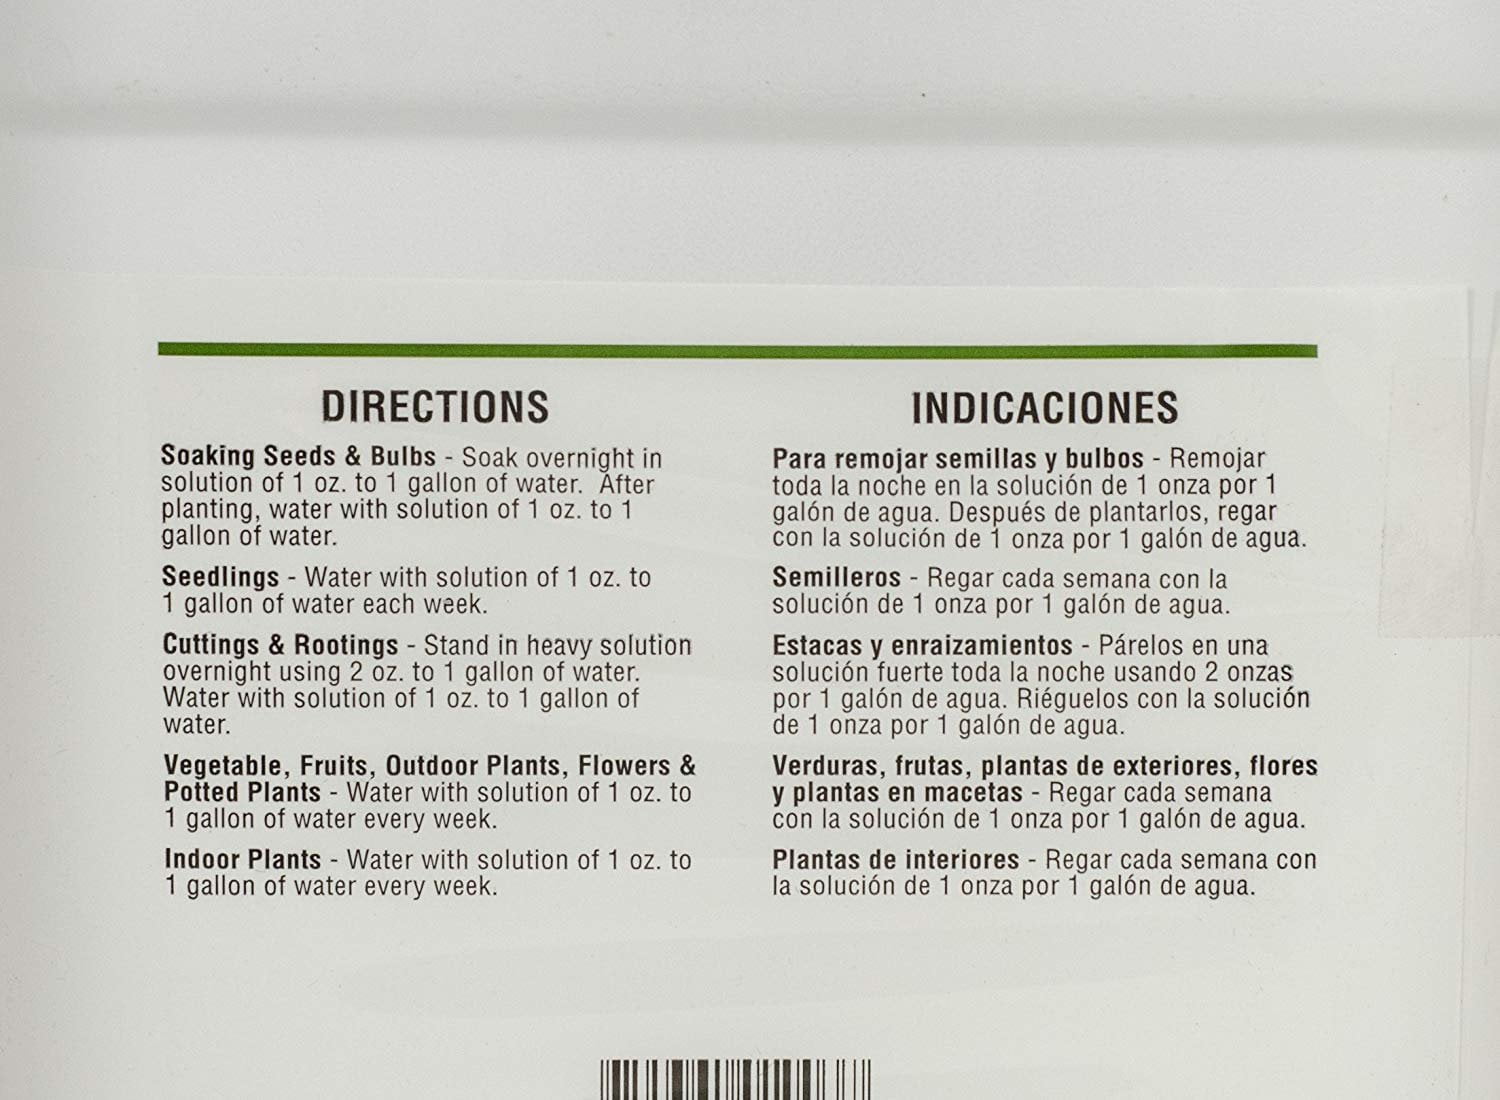 DIRECTIONS
Soaking Seeds & Bulbs - Soak overnight in
solution of 1 oz. to 1 gallon of water.  After
planting, water with solution of 1 oz. to 1
gallon of water.
Seedlings - Water with solution of 1 oz. to
1 gallon of water each week.
Cuttings & Rootings - Stand in heavy solution
overnight using 2 oz. to 1 gallon of water.
Water with solution of 1 oz. to 1 gallon of
water.
Vegetable, Fruits, Outdoor Plants, Flowers &
Potted Plants - Water with solution of 1 oz. to
1 gallon of water every week.
Indoor Plants - Water with solution of 1 oz. to
1 gallon of water every week.
INDICACIONES
Para remojar semillas y bulbos - Remojar
toda la noche en la solución de 1 onza por 1
galón de agua. Después de plantarlos, regar
con la solución de 1 onza por 1 galón de agua.
Semilleros - Regar cada semana con la
solución de 1 onza por 1 galón de agua.
Estacas y enraizamientos - Párelos en una
solución fuerte toda la noche usando 2 onzas
por 1 galón de agua. Riéguelos con la solución
de 1 onza por 1 galón de agua.
Verduras, frutas, plantas de exteriores, flores
y plantas en macetas - Regar cada semana
con la solución de 1 onza por 1 galón de agua.
Plantas de interiores - Regar cada semana con
la solución de 1 onza por 1 galón de agua.